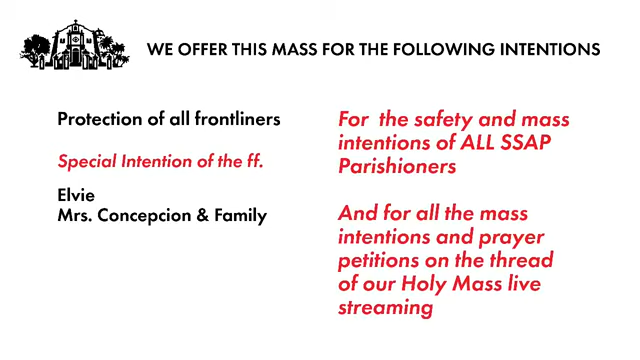 WE OFFER THIS MASS FOR THE FOLLOWING INTENTIONS
Protection of all frontliners
Special Intention of the ff.
Elvie
Mrs. Concepcion & Family
For the safety and mass
intentions of ALL SSAP
Parishioners
And for all the mass
intentions and prayer
petitions on the thread
of our Holy Mass live
streaming